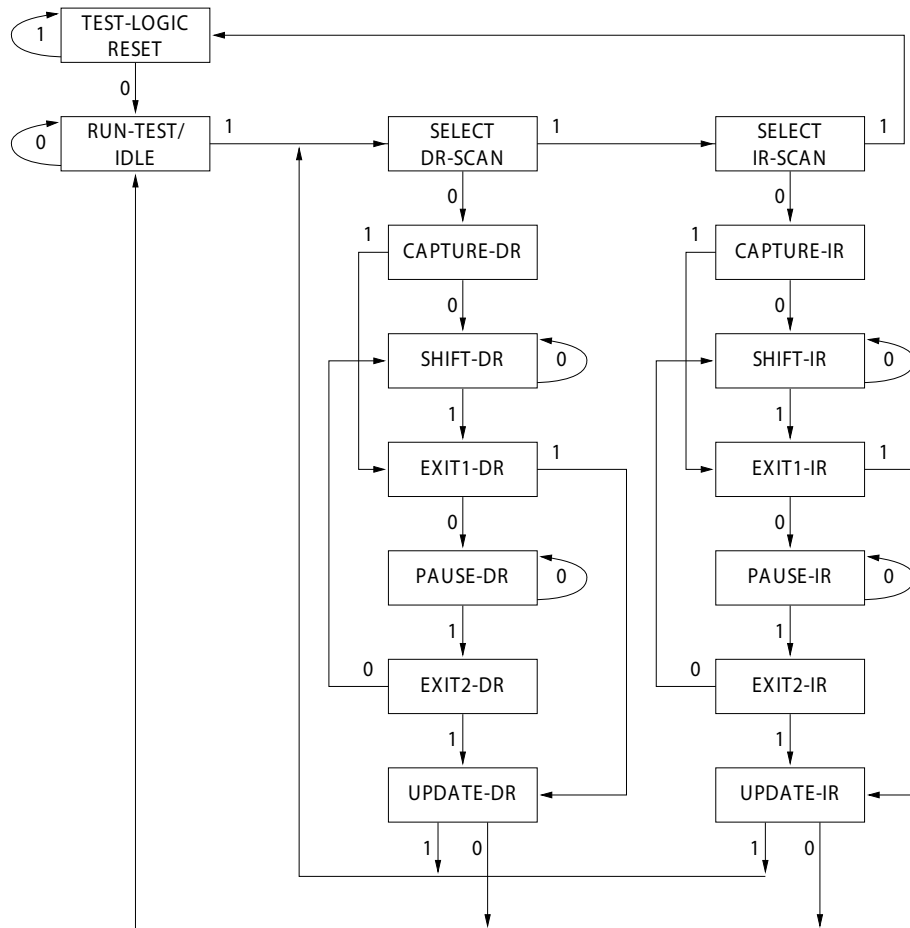 TEST-LOGIC
RESET
1
0
RUN-TEST/
IDLE
0
1
SELECT
DR-SCAN
1
SELECT
IR-SCAN
1
0
0
1
CAPTURE-DR
1
CAPTURE-IR
0
0
SHIFT-DR
0
SHIFT-IR
0
1
1
EXIT1-DR
1
EXIT1-IR
1
0
0
PAUSE-DR
0
PAUSE-IR
0
1
1
0
EXIT2-DR
0
EXIT2-IR
1
1
UPDATE-DR
UPDATE-IR
1
0
1
0